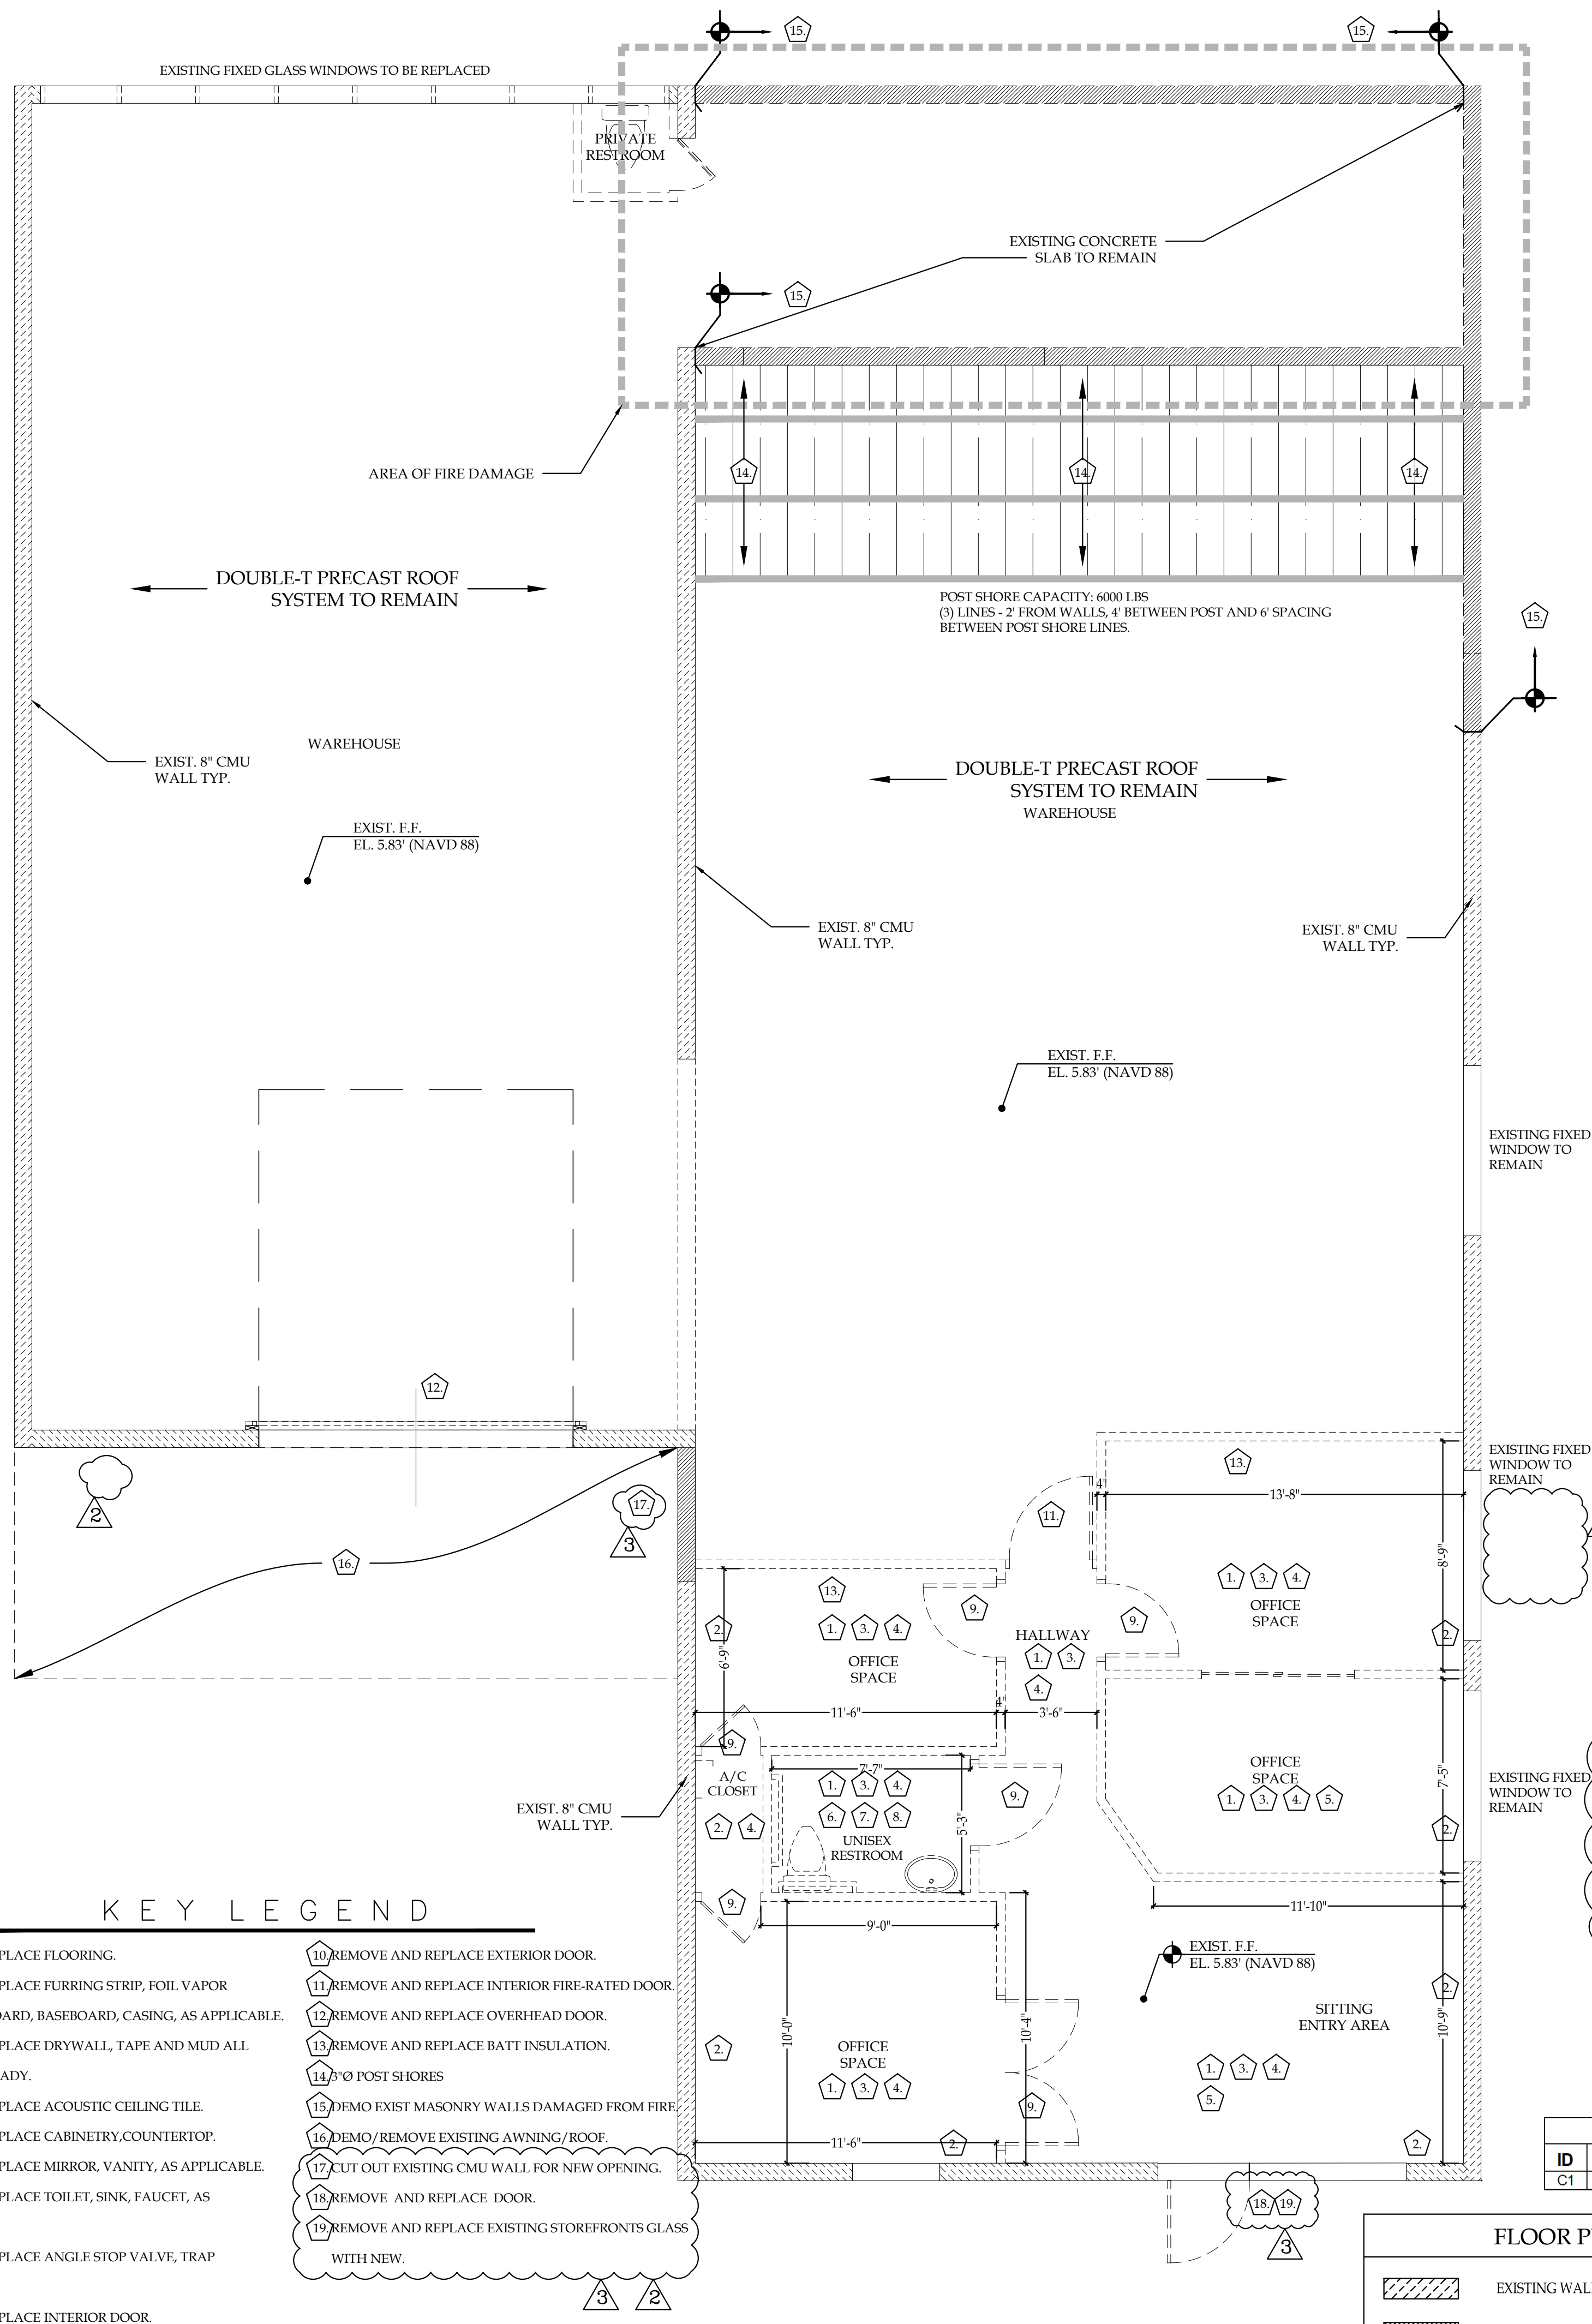 15.
15.
EXISTING FIXED GLASS WINDOWS TO BE REPLACED
PRIVATE
RESTROOM
EXISTING CONCRETE
SLAB TO REMAIN
15.
AREA OF FIRE DAMAGE
14.
14.
14.
DOUBLE-T PRECAST ROOF
SYSTEM TO REMAIN
POST SHORE CAPACITY: 6000 LBS
(3) LINES - 2' FROM WALLS, 4' BETWEEN POST AND 6' SPACING
BETWEEN POST SHORE LINES.
15.
WAREHOUSE
EXIST. 8" CMU
WALL TYP.
DOUBLE-T PRECAST ROOF
SYSTEM TO REMAIN
WAREHOUSE
EXIST. F.F.
EL. 5.83' (NAVD 88)
EXIST. 8" CMU
WALL TYP.
EXIST. 8" CMU
WALL TYP.
EXIST. F.F.
EL. 5.83' (NAVD 88)
EXISTING FIXED
WINDOW TO
REMAIN
12.
EXISTING FIXED
WINDOW TO
REMAIN
13.
4"
13'-8"
2
17.
3
11.
16.
8'-9"
13.
9.
9.
1. 3. 4.
OFFICE
SPACE
2.
6'-9"
1. 3. 4.
OFFICE
SPACE
HALLWAY
1. 3.
4.
2.
11'-6"
4"
3'-6"
9.
A/C
CLOSET
7'-7"
1. 3. 4.
6. 7. 8.
UNISEX
RESTROOM
5'-3"
9.
2. 4.
OFFICE
SPACE
1. 3. 4. 5.
7'-5"
2.
EXISTING FIXED
WINDOW TO
REMAIN
EXIST. 8" CMU
WALL TYP.
9.
9'-0"
11'-10"
EXIST. F.F.
EL. 5.83' (NAVD 88)
2.
SITTING
ENTRY AREA
10'-9"
10'-0"
10'-4"
2.
OFFICE
SPACE
1. 3. 4.
9.
1. 3. 4.
5.
11'-6"
2.
2.
18. 19.
3
KEY LEGEND
PLACE FLOORING.
PLACE FURRING STRIP, FOIL VAPOR
OARD, BASEBOARD, CASING, AS APPLICABLE.
PLACE DRYWALL, TAPE AND MUD ALL
ADY.
PLACE ACOUSTIC CEILING TILE.
PLACE CABINETRY,COUNTERTOP.
PLACE MIRROR, VANITY, AS APPLICABLE.
PLACE TOILET, SINK, FAUCET, AS
PLACE ANGLE STOP VALVE, TRAP
PLACE INTERIOR DOOR.
10. REMOVE AND REPLACE EXTERIOR DOOR.
11. REMOVE AND REPLACE INTERIOR FIRE-RATED DOOR.
12. REMOVE AND REPLACE OVERHEAD DOOR.
13. REMOVE AND REPLACE BATT INSULATION.
14. 3"Ø POST SHORES
15. DEMO EXIST MASONRY WALLS DAMAGED FROM FIRE.
16. DEMO/REMOVE EXISTING AWNING/ROOF.
17. CUT OUT EXISTING CMU WALL FOR NEW OPENING.
18. REMOVE AND REPLACE DOOR.
19. REMOVE AND REPLACE EXISTING STOREFRONTS GLASS
WITH NEW.
3
2
ID
C1
FLOOR P
EXISTING WAL